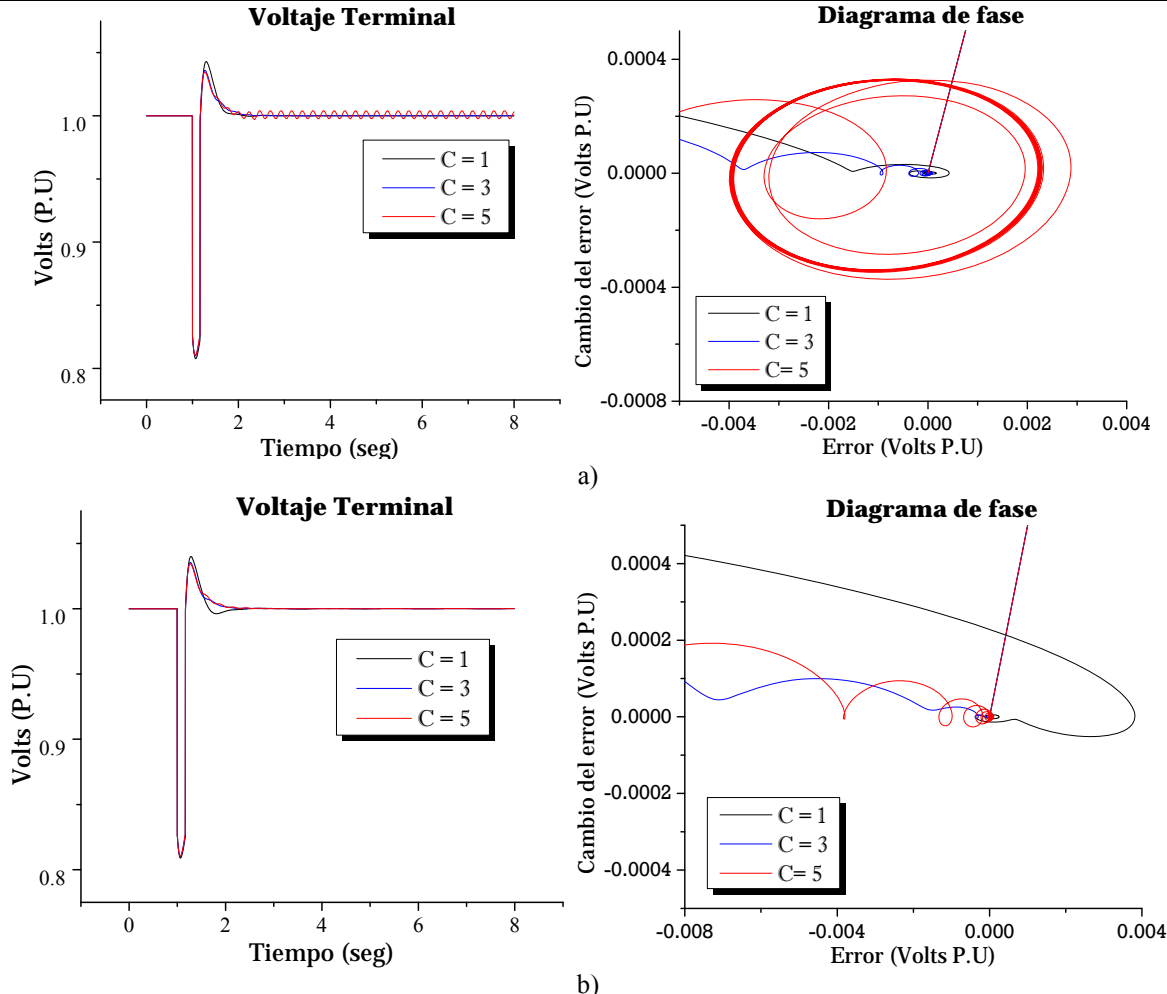 Voltaje Terminal
Volts (P.U)
1.0
0.9
0.8
C = 1
C = 3
C = 5
0
2
4
6
8
Tiempo (seg)
Diagrama de fase
Cambio del error (Volts P.U)
0.0004
0.0000
-0.0004
-0.0008
C = 1
C = 3
C= 5
-0.004
-0.002
0.000
0.002
0.004
Error (Volts P.U)
a)
Voltaje Terminal
Volts (P.U)
1.0
0.9
0.8
C = 1
C = 3
C = 5
0
2
4
6
8
Tiempo (seg)
Diagrama de fase
Cambio del error (Volts P.U)
0.0004
0.0002
0.0000
-0.0002
-0.0004
C = 1
C = 3
C= 5
-0.008
-0.004
0.000
0.004
Error (Volts P.U)
b)